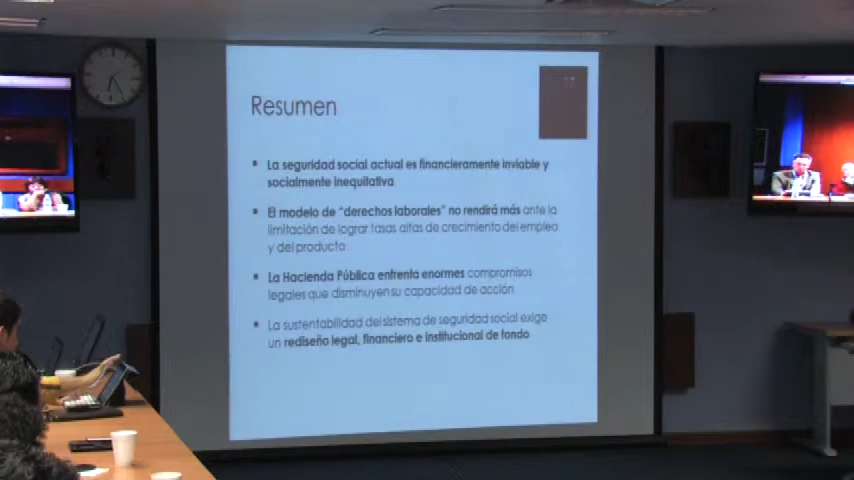 Resumen
• La seguridad social actual es financieramente inviable y
socialmente inequitativa
• El modelo de “derechos laborales” no rendirá más ante la
limitación de lograr tasas altas de crecimiento del empleo
y del producto
• La Hacienda Pública enfrenta enormes compromisos
legales que disminuyen su capacidad de acción
• La sustentabilidad del sistema de seguridad social exige
un rediseño legal, financiero e institucional de fondo